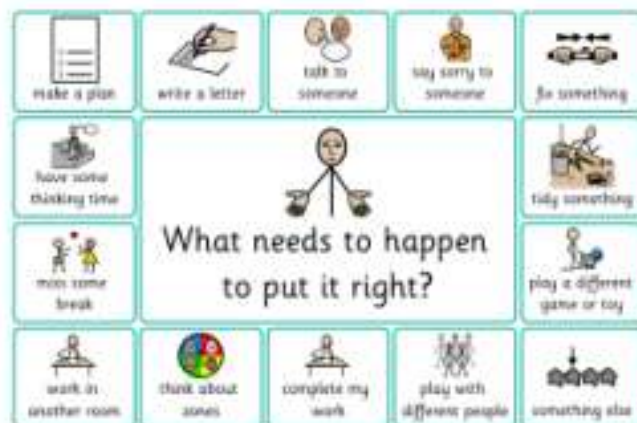 make a plan
write a letter
talk to
someone
say sorry to
someone
fix something
have some
thinking time
What needs to happen
to put it right?
tidy something
miss some
break
play a different
game or toy
work in
another room
think about
zones
complete my
work
play with
different people
something else